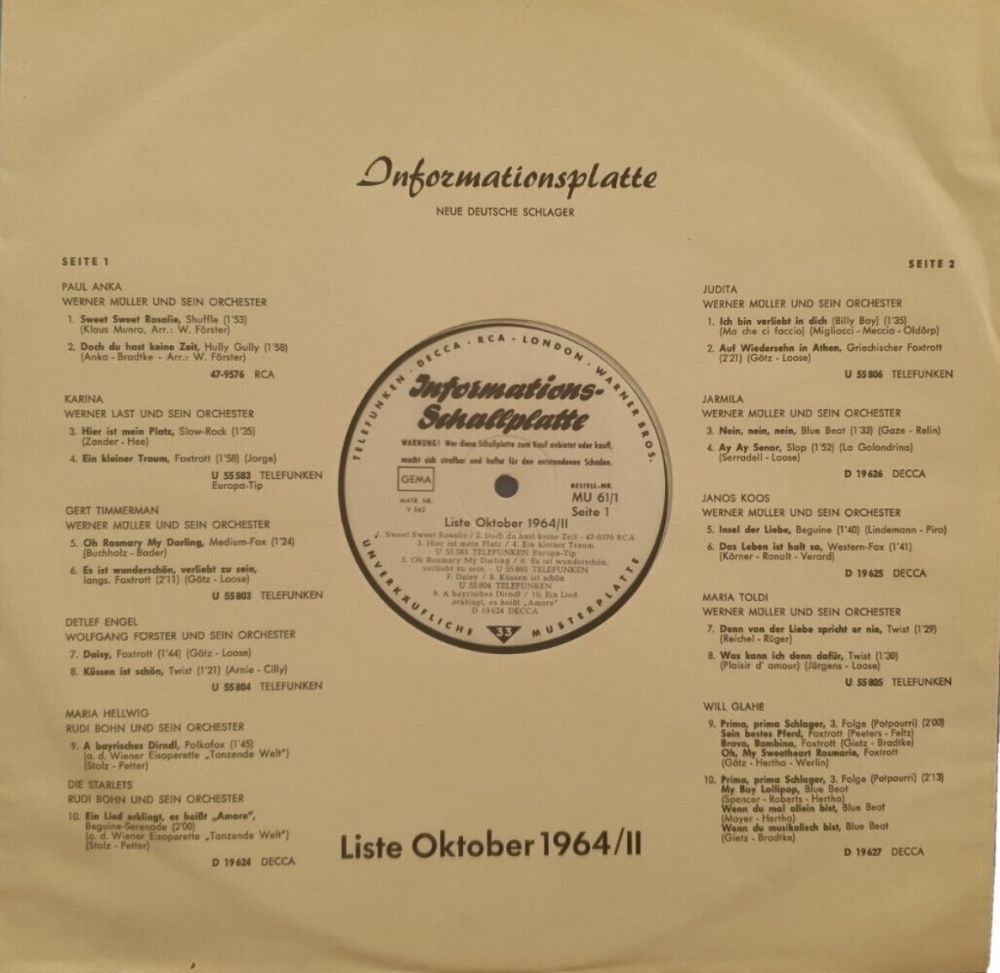 Informationsplatte
NEUE DEUTSCHE SCHLAGER
SEITE 1
PAUL ANKA
WERNER MÜLLER UND SEIN ORCHESTER
1. Sweet Sweet Rosalie, Shuffle (1'53)
(Klaus Munro, Arr.: W. Förster)
2. Doch du hast keine Zeit, Hully Gully (1'58)
(Anka - Bradtke - Arr.: W. Förster)
47-9576 RCA
KARINA
WERNER LAST UND SEIN ORCHESTER
3. Hier ist mein Platz, Slow-Rock (1'35)
(Zander - Hee)
4. Ein kleiner Traum, Foxtrott (1'58) (Jorge)
U 55583 TELEFUNKEN
Europa-Tip
GERT TIMMERMAN
WERNER MÜLLER UND SEIN ORCHESTER
5. Oh Rosmary My Darling, Medium-Fox (1'24)
(Buchholz - Bader)
6. Es ist wunderschön, verliebt zu sein,
langs. Foxtrott (2'11) (Götz - Loose)
U 55803 TELEFUNKEN
DETLEF ENGEL
WOLFGANG FÖRSTER UND SEIN ORCHESTER
7. Daisy, Foxtrott (1'44) (Götz - Loose)
8. Küssen ist schön, Twist (1'21) (Arnie - Cilly)
U 55804 TELEFUNKEN
MARIA HELLWIG
RUDI BOHN UND SEIN ORCHESTER
9. A bayrisches Dirndl, Polkafox (1'45)
(a. d. Wiener Eisoperette „Tanzende Welt")
(Stolz - Petter)
DIE STARLETS
RUDI BOHN UND SEIN ORCHESTER
10. Ein Lied erklingt, es heißt „Amore",
Beguine-Serenade (2'00)
(a. d. Wiener Eisoperette „Tanzende Welt")
(Stolz - Petter)
D 19624 DECCA
TELEFUNKEN · DECCA · RCA · LONDON · WARNER BROS.
Informations-
Schallplatte
WARNUNG! Wer diese Schallplatte zum Kauf anbietet oder kauft,
macht sich strafbar und haftet für den entstandenen Schaden.
GEMA
MATR. NR.
V 562
BESTELL-NR.
MU 61/1
Seite 1
Liste Oktober 1964/II
1. Sweet Sweet Rosalie / 2. Doch du hast keine Zeit - 47-9576 RCA
3. Hier ist mein Platz / 4. Ein kleiner Traum
U 55 583 TELEFUNKEN Europa-Tip
5. Oh Rosmary My Darling / 6. Es ist wunderschön,
verliebt zu sein - U 55 803 TELEFUNKEN
7. Daisy / 8. Küssen ist schön
U 55 804 TELEFUNKEN
9. A bayrisches Dirndl / 10. Ein Lied
erklingt, es heißt „Amore"
D 19 624 DECCA
33
UNVERKÄUFLICHE MUSTERPLATTE
SEITE 2
JUDITA
WERNER MÜLLER UND SEIN ORCHESTER
1. Ich bin verliebt in dich (Billy Boy) (1'35)
(Ma che ci faccio) (Migliacci - Meccia - Oldörp)
2. Auf Wiedersehn in Athen, Griechischer Foxtrott
(2'21) (Götz - Loose)
U 55806 TELEFUNKEN
JARMILA
WERNER MÜLLER UND SEIN ORCHESTER
3. Nein, nein, nein, Blue Beat (1'33) (Gaze - Relin)
4. Ay Ay Senor, Slop (1'52) (La Golondrina)
(Serradell - Loose)
D 19626 DECCA
JANOS KOOS
WERNER MÜLLER UND SEIN ORCHESTER
5. Insel der Liebe, Beguine (1'40) (Lindemann - Piro)
6. Das Leben ist halt so, Western-Fox (1'41)
(Körner - Ronalt - Verard)
D 19625 DECCA
MARIA TOLDI
WERNER MÜLLER UND SEIN ORCHESTER
7. Denn von der Liebe spricht er nie, Twist (1'29)
(Reichel - Rüger)
8. Was kann ich denn dafür, Twist (1'30)
(Plaisir d' amour) (Jürgens - Loose)
U 55805 TELEFUNKEN
WILL GLAHÉ
9. Prima, prima Schlager, 3. Folge (Potpourri) (2'00)
Sein bestes Pferd, Foxtrott (Peeters - Feltz)
Bravo, Bambina, Foxtrott (Gietz - Bradtke)
Oh, My Sweetheart Rosmarie, Foxtrott
(Götz - Hertha - Werlin)
10. Prima, prima Schlager, 3. Folge (Potpourri) (2'13)
My Boy Lollipop, Blue Beat
(Spencer - Roberts - Hertha)
Wenn du mal allein bist, Blue Beat
(Mayer - Hertha)
Wenn du musikalisch bist, Blue Beat
(Gietz - Bradtke)
D 19627 DECCA
Liste Oktober 1964/II